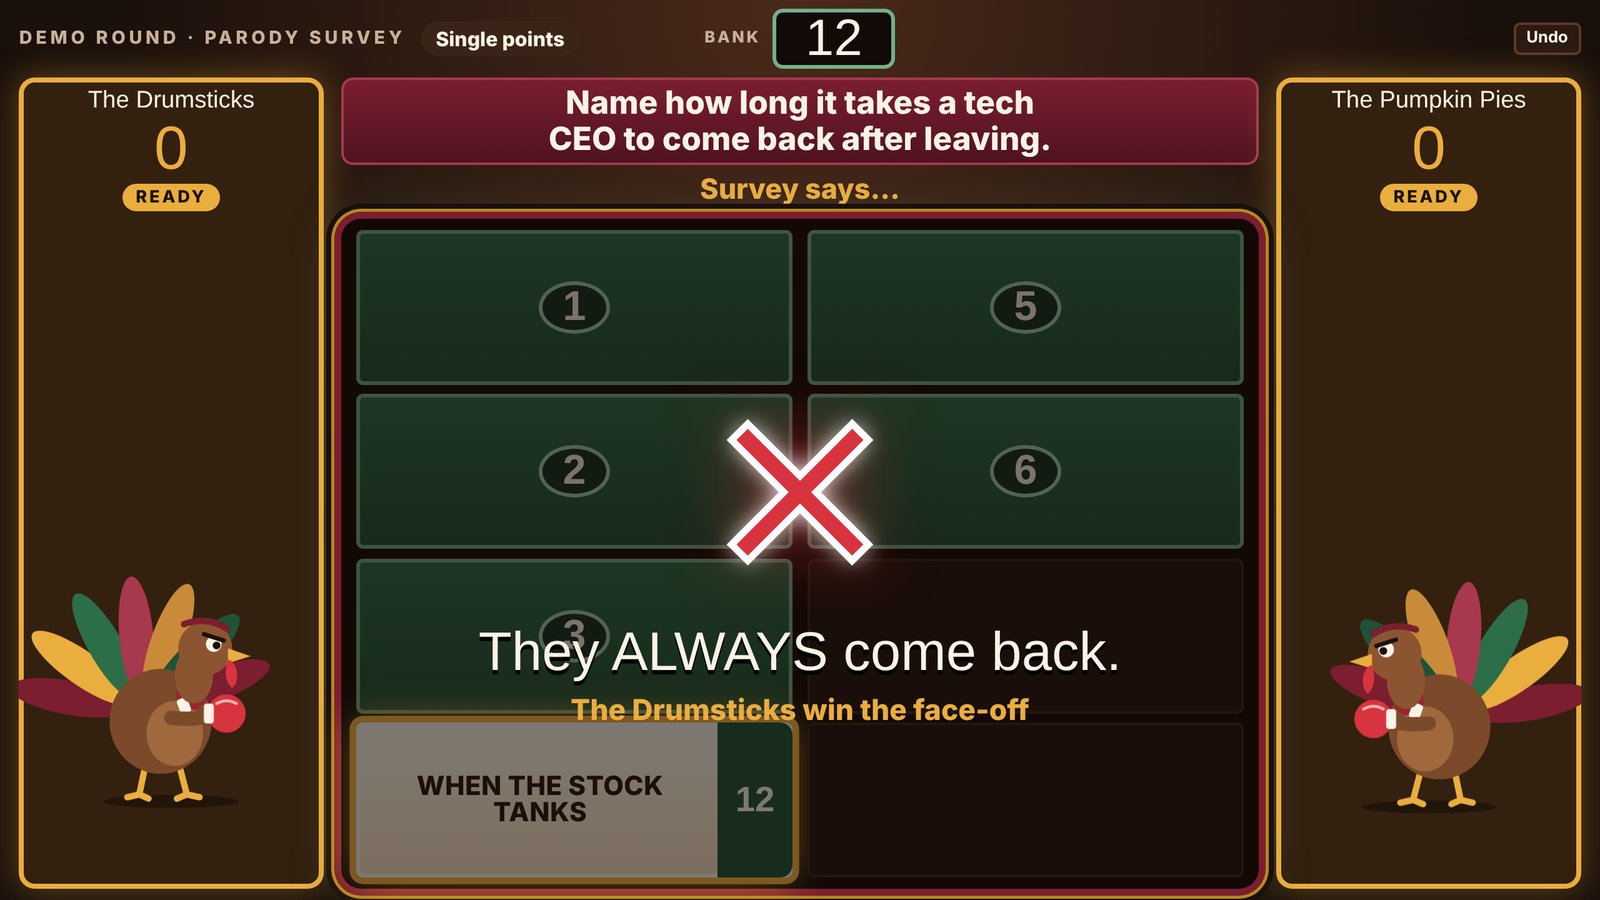 DEMO ROUND · PARODY SURVEY
Single points
BANK
12
Undo
The Drumsticks
0
READY
Name how long it takes a tech
CEO to come back after leaving.
Survey says...
The Pumpkin Pies
0
READY
1
5
2
6
3
They ALWAYS come back.
The Drumsticks win the face-off
WHEN THE STOCK
TANKS
12